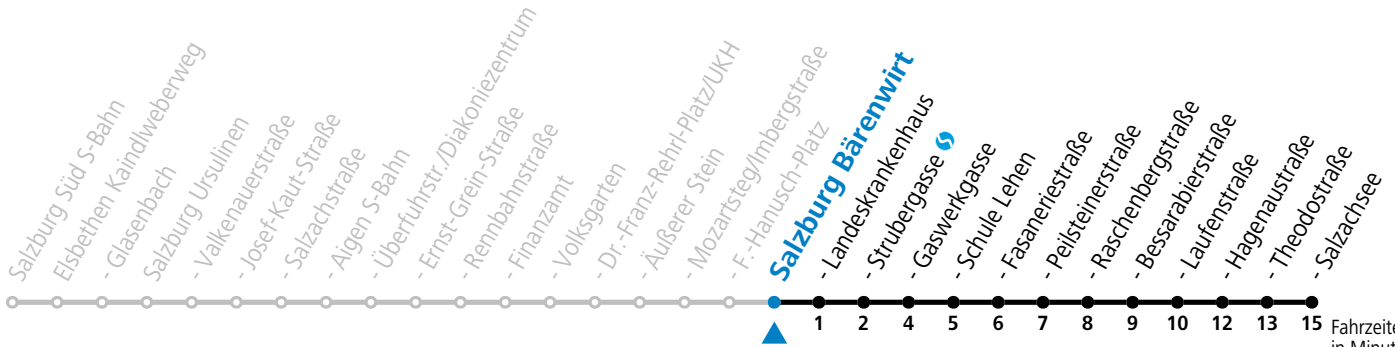 Salzburg Süd S-Bahn
Elsbethen Kaindlweberweg
- Glasenbach
Salzburg Ursulinen
- Valkenauerstraße
- Josef-Kaut-Straße
- Salzachstraße
- Aigen S-Bahn
- Überfuhrstr./Diakoniezentrum
- Ernst-Grein-Straße
- Rennbahnstraße
- Finanzamt
- Volksgarten
- Dr.-Franz-Rehrl-Platz/UKH
- Äußerer Stein
- Mozartsteg/Imbergstraße
- F.-Hanusch-Platz
Salzburg Bärenwirt
- Landeskrankenhaus
- Strubergasse
- Gaswerkgasse
- Schule Lehen
- Fasaneriestraße
- Peilsteinerstraße
- Raschenbergstraße
- Bessarabierstraße
- Laufenstraße
- Hagenaustraße
- Theodostraße
- Salzachsee
1 2 4 5 6 7 8 9 10 12 13 15 Fahrzeite
in Minut